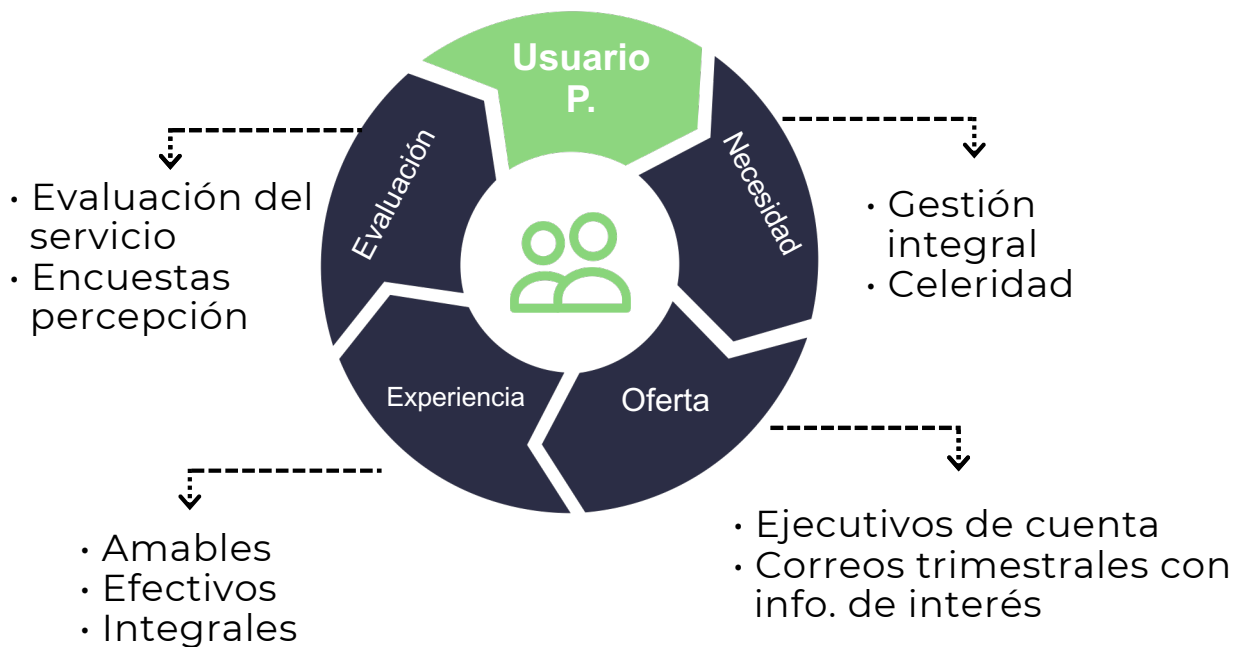 Usuario
P.
Necesidad
· Gestión
integral
· Celeridad
Oferta
· Ejecutivos de cuenta
· Correos trimestrales con
info. de interés
Experiencia
· Amables
· Efectivos
· Integrales
Evaluación
· Evaluación del
servicio
· Encuestas
percepción